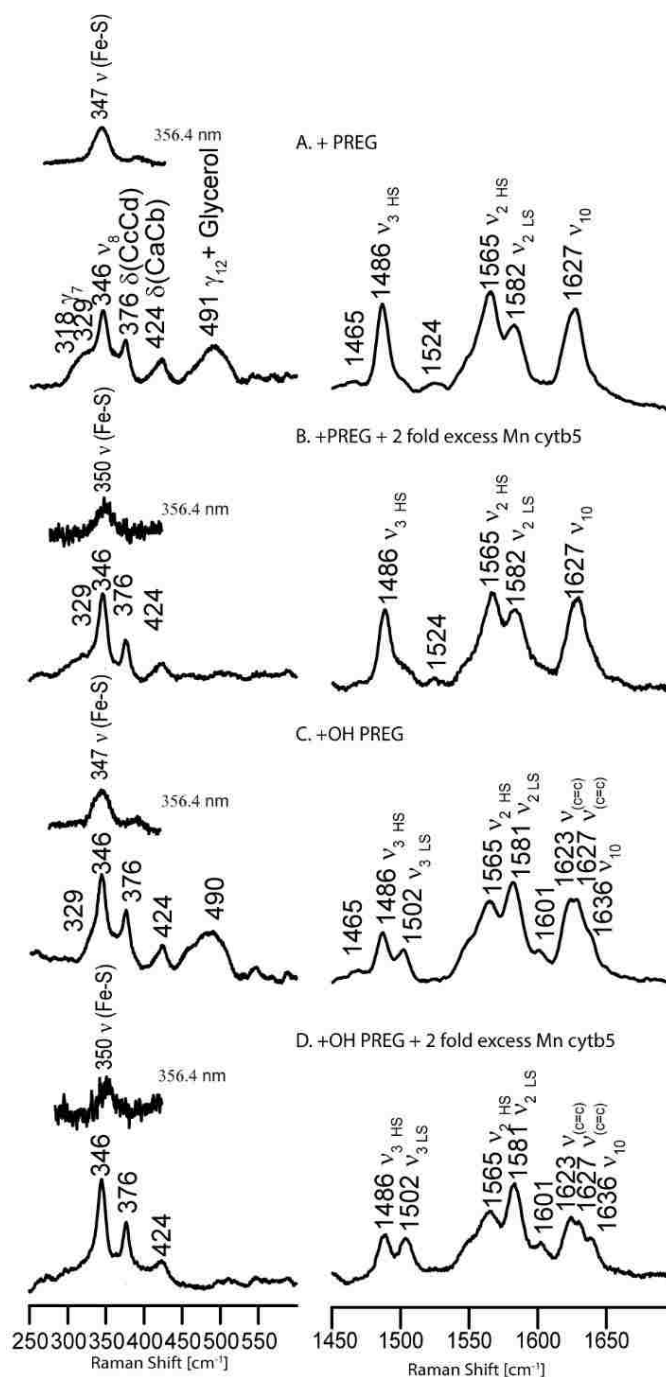 347 ν (Fe-S)
356.4 nm
A. + PREG
318 γ7
329
346 ν8
376 δ(CcCd)
424 δ(CaCb)
491 γ12 + Glycerol
1465
1486 ν3 HS
1524
1565 ν2 HS
1582 ν2 LS
1627 ν10
B. +PREG + 2 fold excess Mn cytb5
350 ν (Fe-S)
356.4 nm
329
346
376
424
1486 ν3 HS
1524
1565 ν2 HS
1582 ν2 LS
1627 ν10
C. +OH PREG
347 ν (Fe-S)
356.4 nm
329
346
376
424
490
1465
1486 ν3 HS
1502 ν3 LS
1565 ν2 HS
1581 ν2 LS
1601
1623 ν(c=c)
1627 ν(c=c)
1636 ν10
D. +OH PREG + 2 fold excess Mn cytb5
350 ν (Fe-S)
356.4 nm
346
376
424
1486 ν3 HS
1502 ν3 LS
1565 ν2 HS
1581 ν2 LS
1601
1623 ν(c=c)
1627 ν(c=c)
1636 ν10
250 300 350 400 450 500 550
1450 1500 1550 1600 1650
Raman Shift [cm⁻¹]
Raman Shift [cm⁻¹]